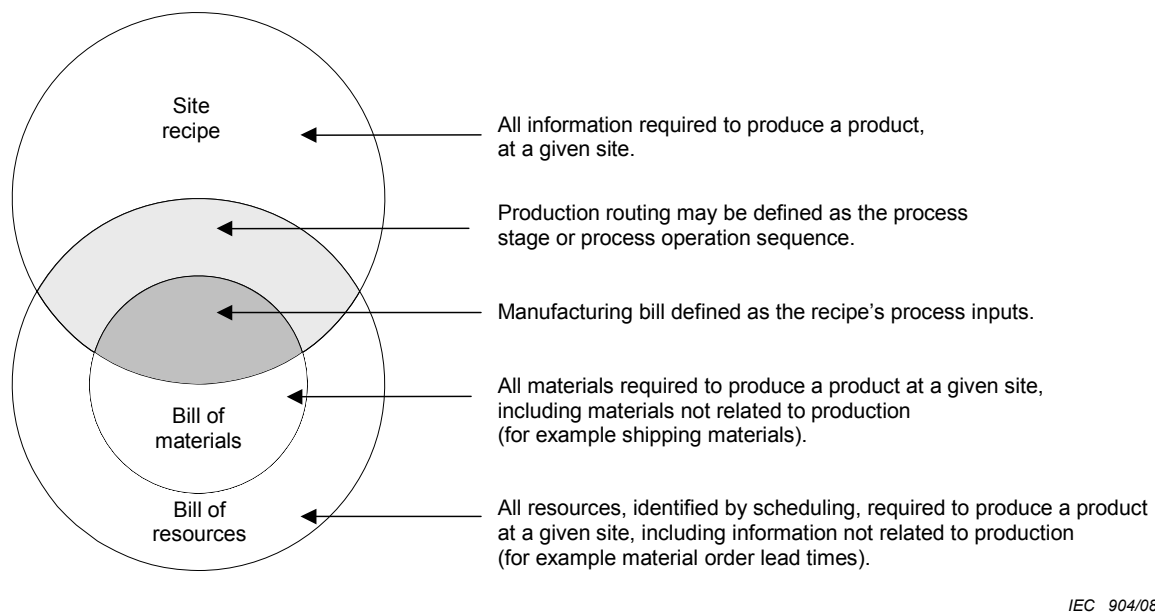 Site
recipe
All information required to produce a product,
at a given site.
Production routing may be defined as the process
stage or process operation sequence.
Manufacturing bill defined as the recipe’s process inputs.
All materials required to produce a product at a given site,
including materials not related to production
(for example shipping materials).
Bill of
materials
Bill of
resources
All resources, identified by scheduling, required to produce a product
at a given site, including information not related to production
(for example material order lead times).
IEC 904/08